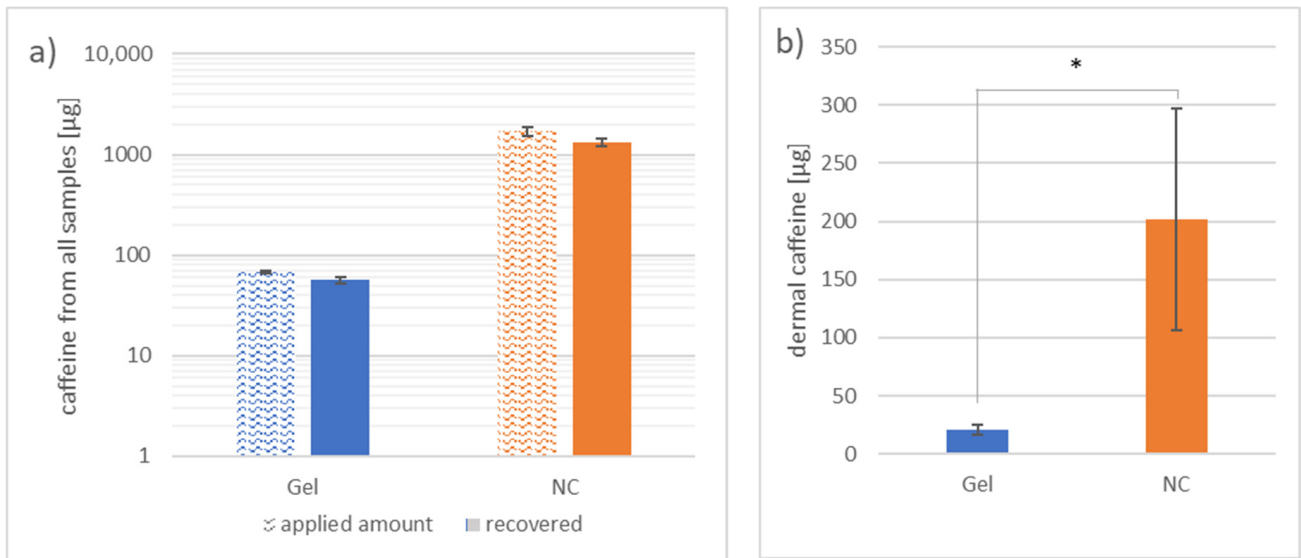 a)
caffeine from all samples [µg]
10,000
1000
100
10
1
Gel
NC
applied amount
recovered
b)
dermal caffeine [µg]
350
300
250
200
150
100
50
0
*
Gel
NC